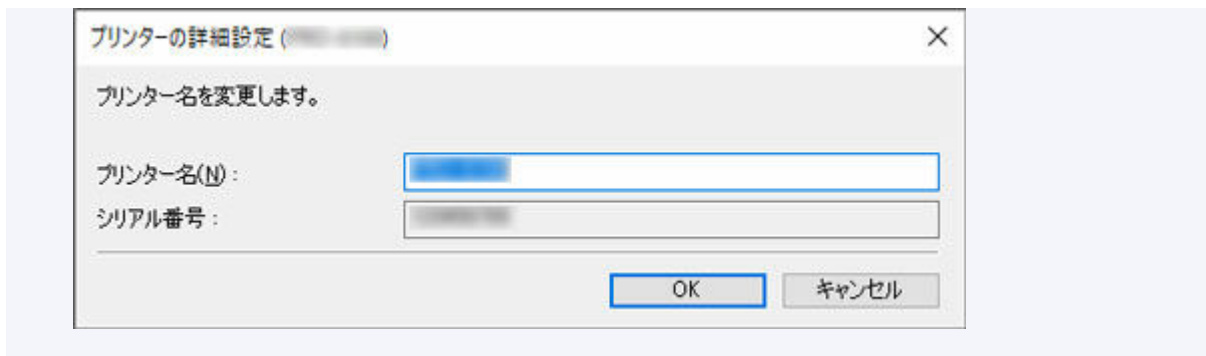 プリンターの詳細設定 ( )
プリンター名を変更します。
プリンター名(N) :
シリアル番号 :
OK キャンセル